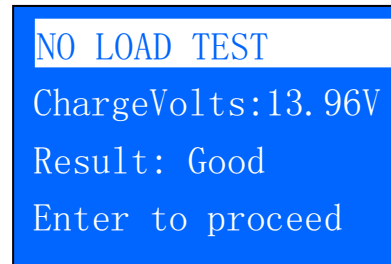 NO LOAD TEST
ChargeVolts:13.96V
Result: Good
Enter to proceed